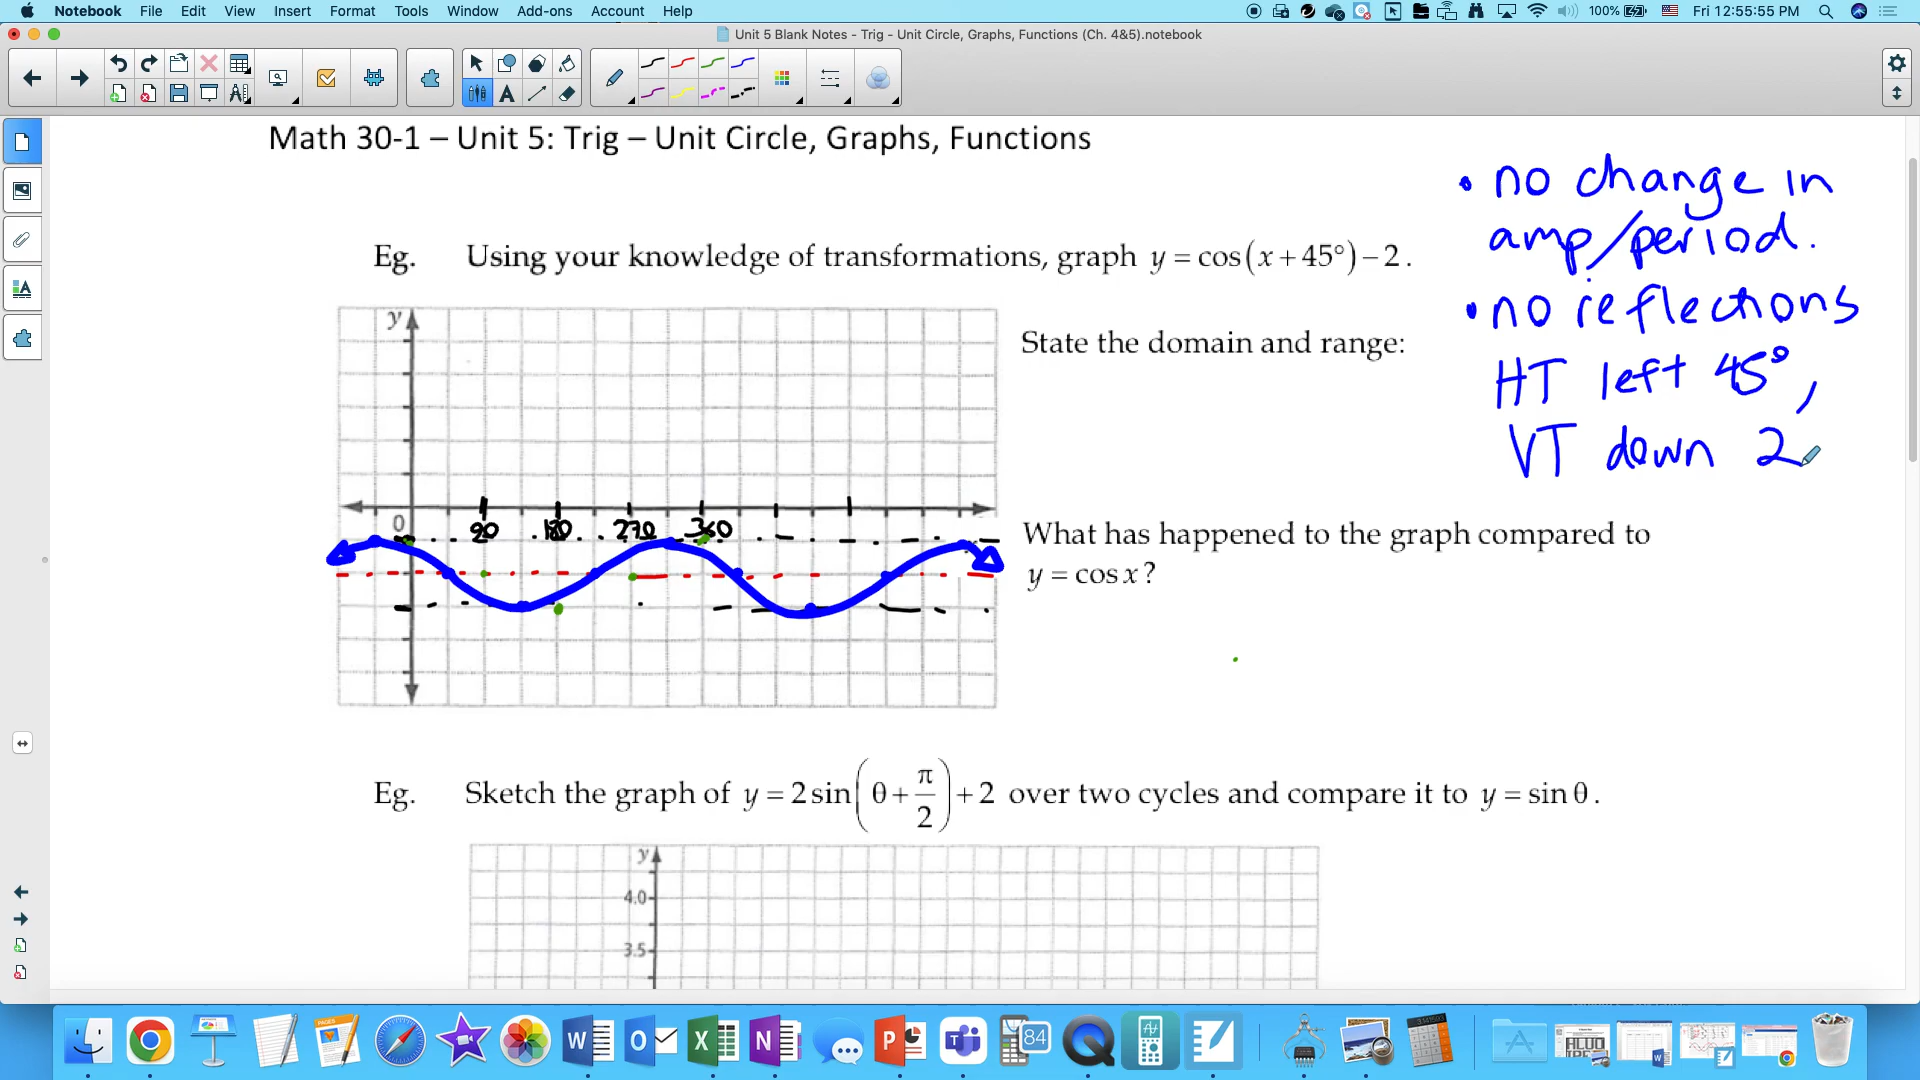 Notebook File Edit View Insert Format Tools Window Add-ons Account Help
100% Fri 12:55:55 PM
Unit 5 Blank Notes - Trig - Unit Circle, Graphs, Functions (Ch. 4&5).notebook
Math 30-1 – Unit 5: Trig – Unit Circle, Graphs, Functions
• no change in
amp/period.
Eg. Using your knowledge of transformations, graph y = cos(x + 45°) − 2.
• no reflections
y
State the domain and range:
HT left 45°,
VT down 2
0 90 180 270 360
What has happened to the graph compared to
y = cos x?
Eg. Sketch the graph of y = 2 sin(θ + π/2) + 2 over two cycles and compare it to y = sin θ.
y
4.0
3.5
84